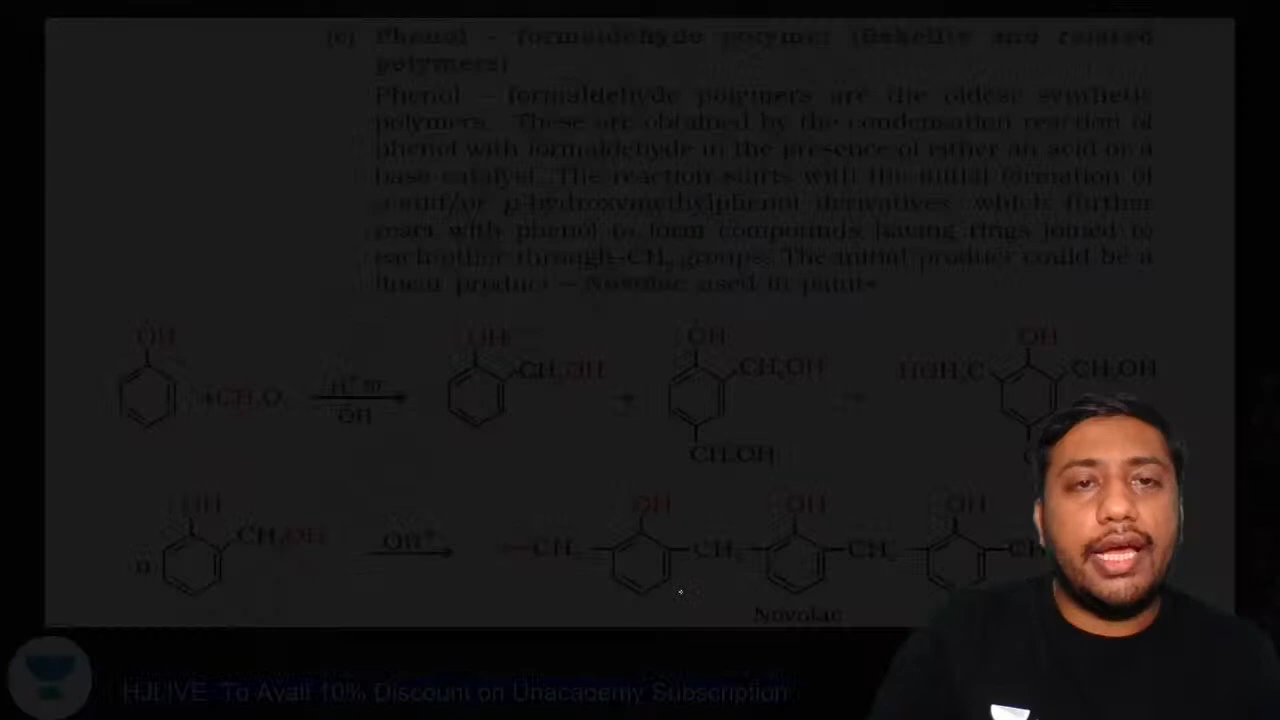 (c) Phenol - formaldehyde polymer (Bakelite and related
polymers)
Phenol - formaldehyde polymers are the oldest synthetic
polymers. These are obtained by the condensation reaction of
phenol with formaldehyde in the presence of either an acid or a
base catalyst. The reaction starts with the initial formation of
o-and/or p-hydroxymethylphenol derivatives, which further
react with phenol to form compounds having rings joined to
each other through -CH₂ groups. The initial product could be a
linear product – Novolac used in paints
OH OH OH OH
+CH₂O H⁺ or OH CH₂OH + CH₂OH + HOH₂C CH₂OH
CH₂OH
OH OH OH OH
n CH₂OH CH₂ CH₂ CH₂
Novolac
HJLIVE To Avail 10% Discount on Unacademy Subscription